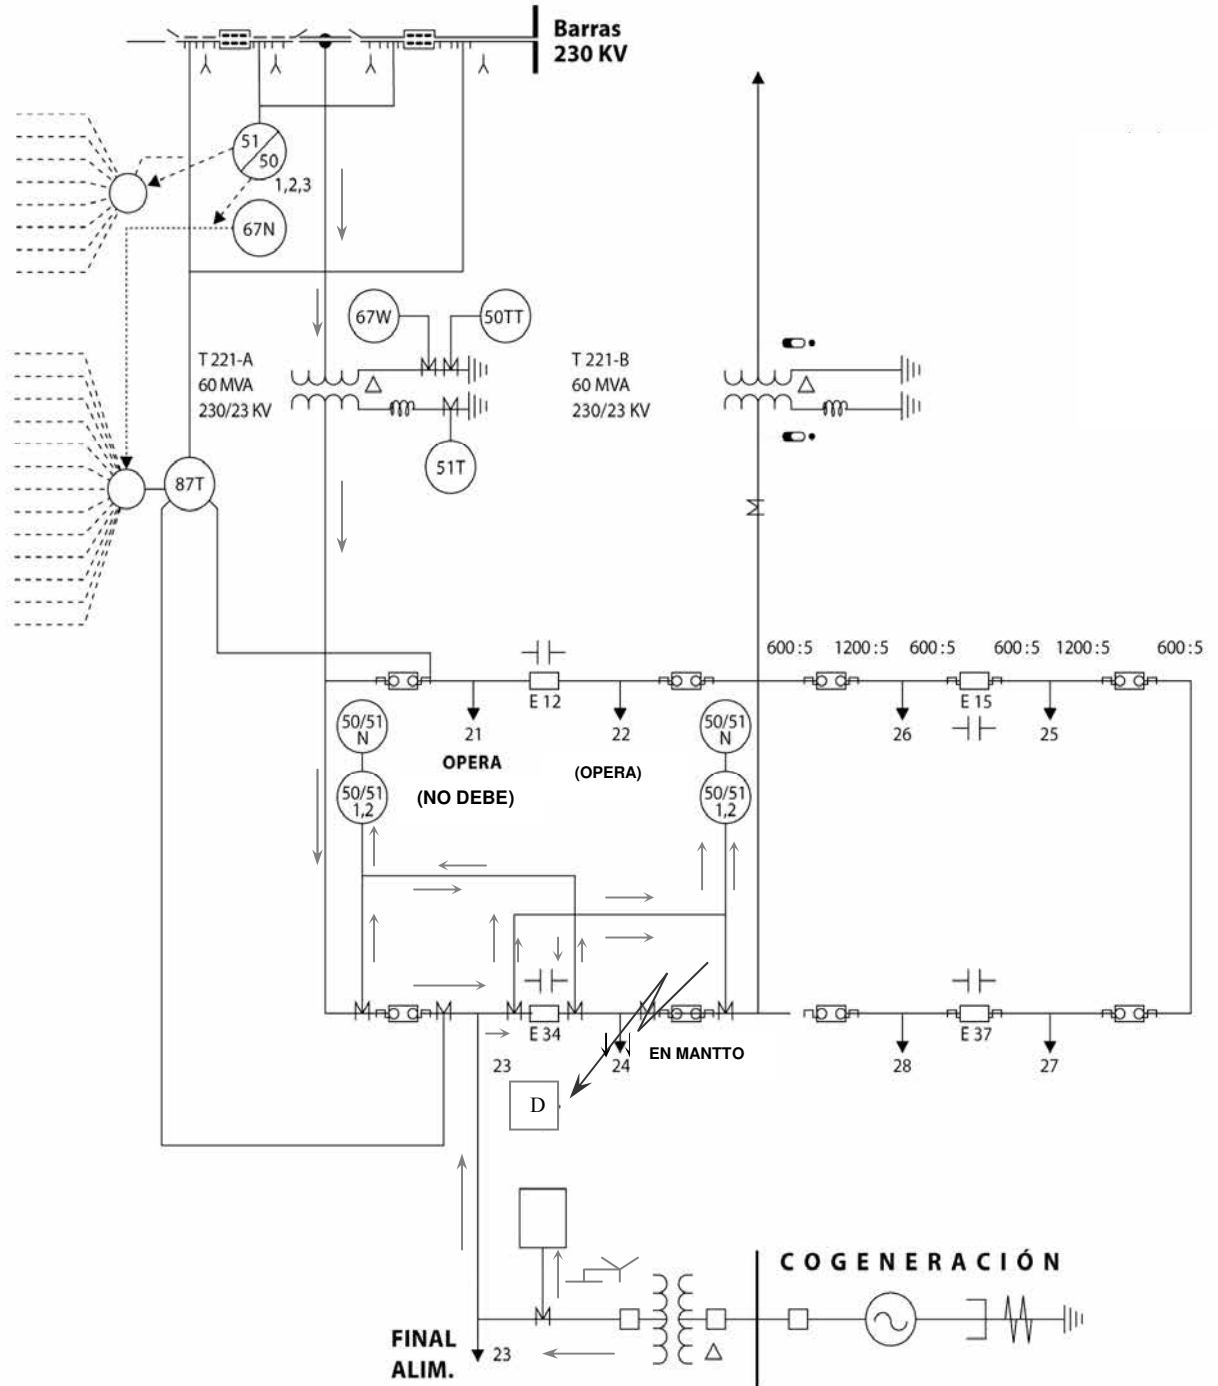 Barras
230 KV
51
50
1,2,3
67N
67W
50TT
T 221-A
60 MVA
230/23 KV
T 221-B
60 MVA
230/23 KV
51T
87T
600:5
1200:5
600:5
600:5
1200:5
600:5
E 12
E 15
50/51
N
21
22
50/51
N
26
25
OPERA
(OPERA)
50/51
1,2
(NO DEBE)
50/51
1,2
E 34
E 37
23
24
EN MANTTO
28
27
D
COGENERACIÓN
FINAL
ALIM.
23